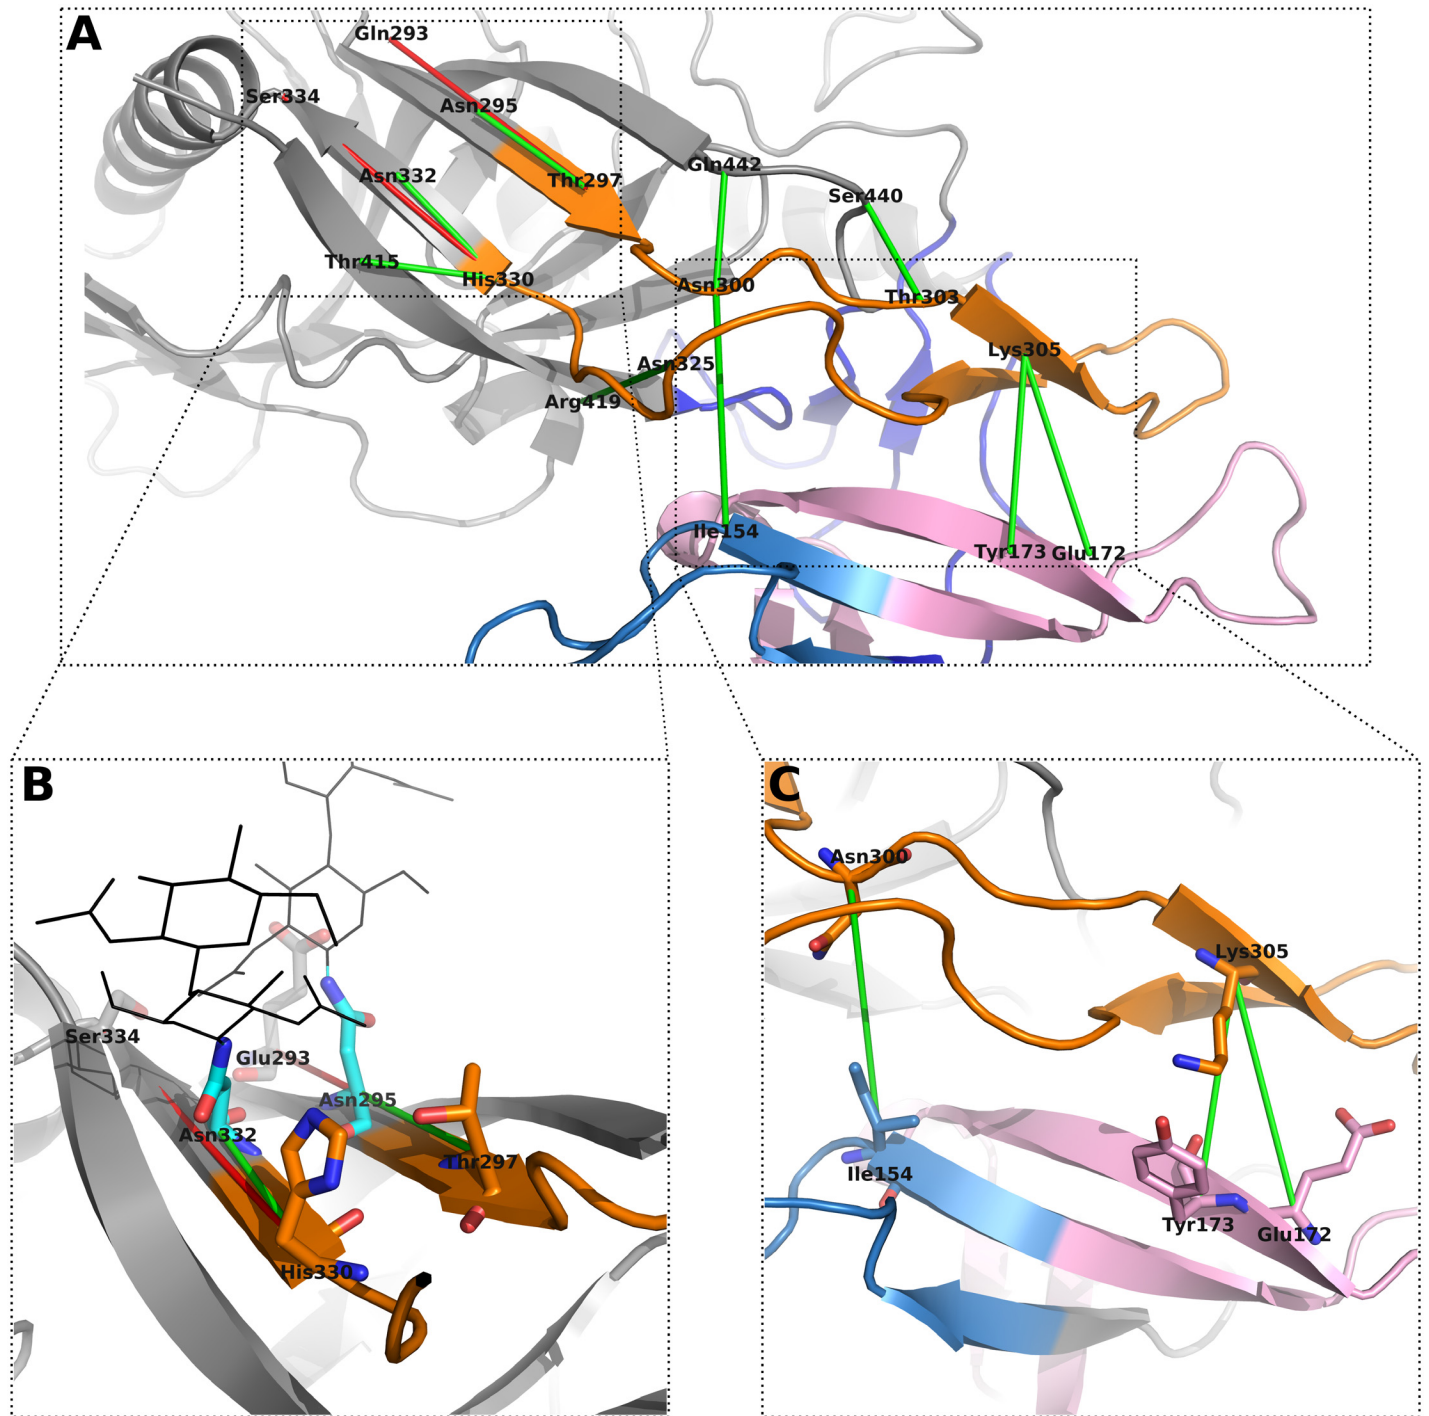 A
Gln293
Ser334
Asn295
Asn332
Thr297
Gln442
Ser440
Thr415
His330
Asn300
Thr303
Asn325
Lys305
Arg419
Ile154
Tyr173
Glu172
B
Ser334
Glu293
Asn295
Asn332
Thr297
His330
C
Asn300
Lys305
Ile154
Tyr173
Glu172